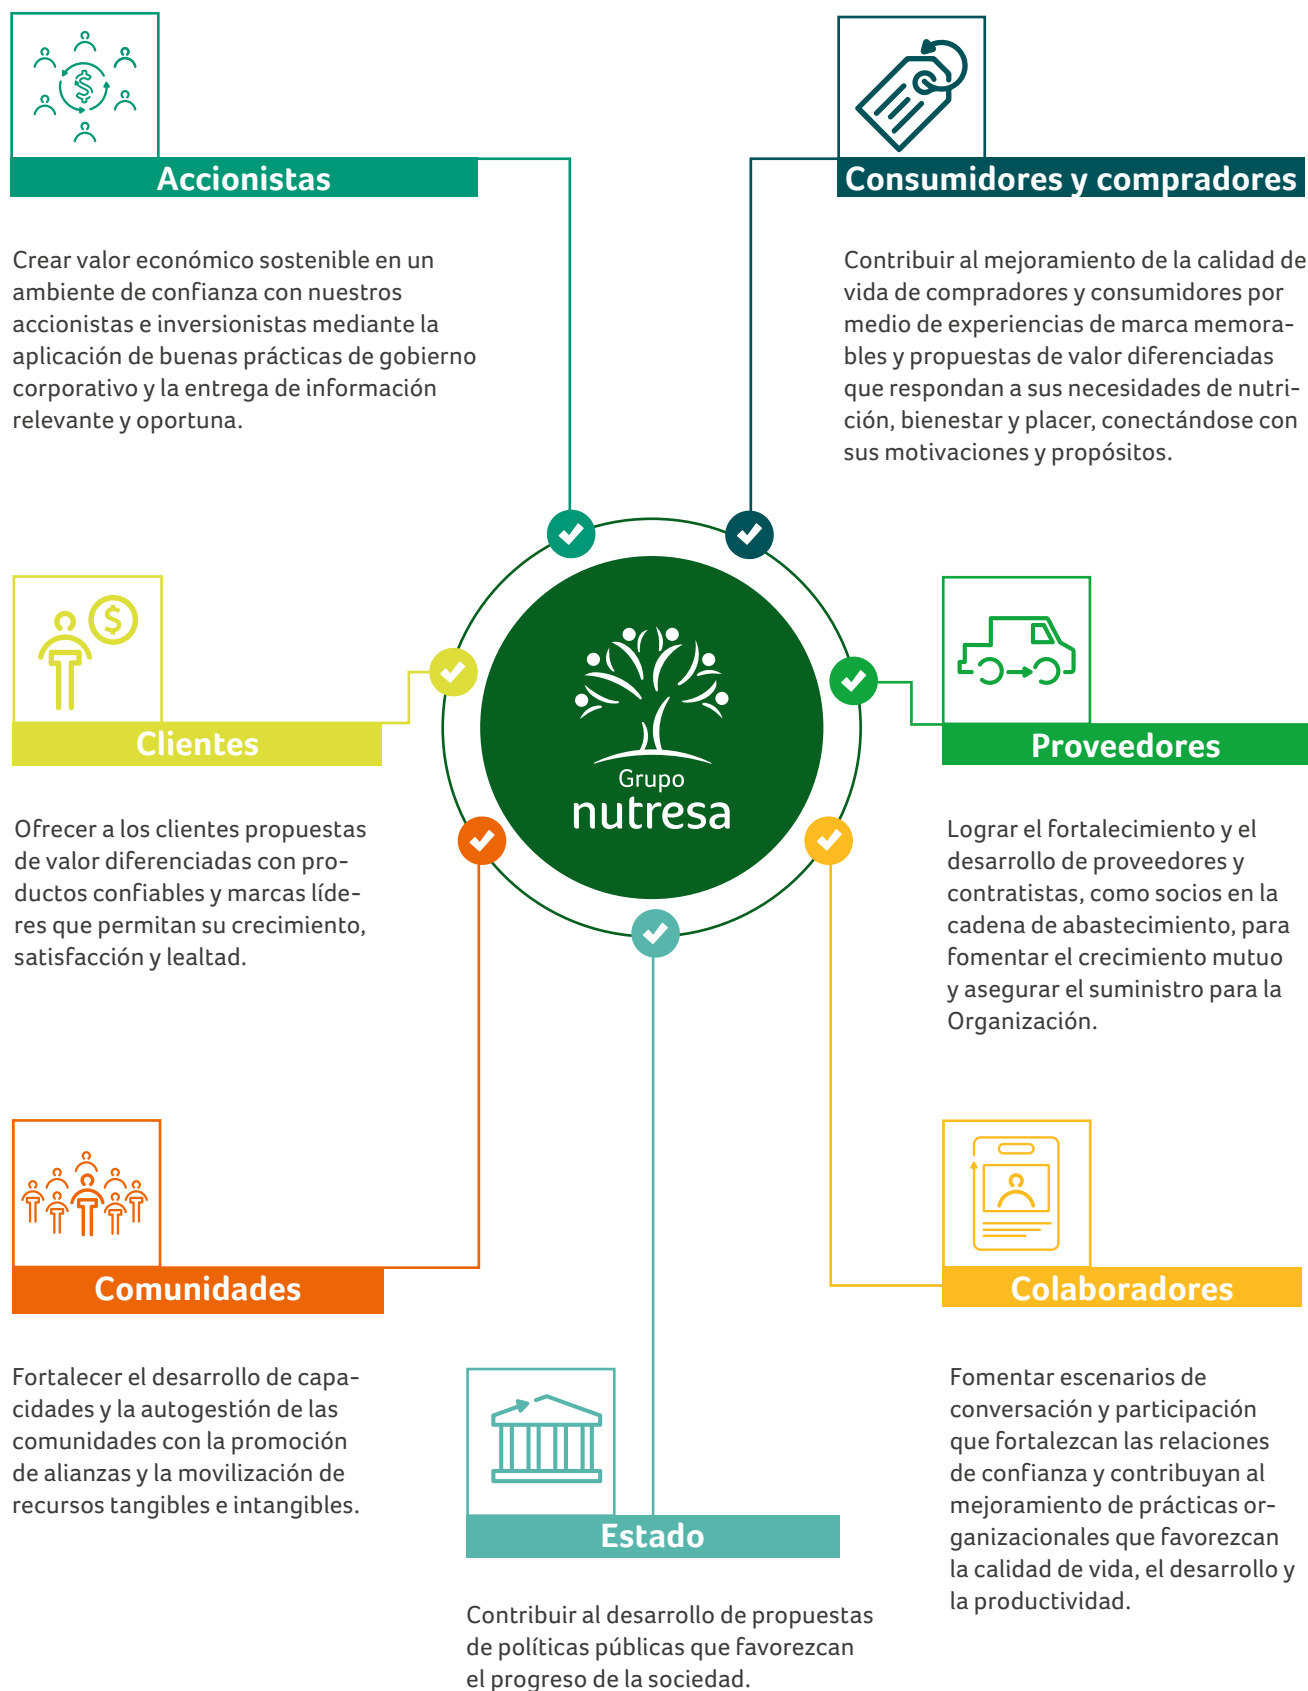 Accionistas
Crear valor económico sostenible en un
ambiente de confianza con nuestros
accionistas e inversionistas mediante la
aplicación de buenas prácticas de gobierno
corporativo y la entrega de información
relevante y oportuna.
Consumidores y compradores
Contribuir al mejoramiento de la calidad de
vida de compradores y consumidores por
medio de experiencias de marca memora-
bles y propuestas de valor diferenciadas
que respondan a sus necesidades de nutri-
ción, bienestar y placer, conectándose con
sus motivaciones y propósitos.
Clientes
Ofrecer a los clientes propuestas
de valor diferenciadas con pro-
ductos confiables y marcas líde-
res que permitan su crecimiento,
satisfacción y lealtad.
Grupo
nutresa
Proveedores
Lograr el fortalecimiento y el
desarrollo de proveedores y
contratistas, como socios en la
cadena de abastecimiento, para
fomentar el crecimiento mutuo
y asegurar el suministro para la
Organización.
Comunidades
Fortalecer el desarrollo de capa-
cidades y la autogestión de las
comunidades con la promoción
de alianzas y la movilización de
recursos tangibles e intangibles.
Estado
Contribuir al desarrollo de propuestas
de políticas públicas que favorezcan
el progreso de la sociedad.
Colaboradores
Fomentar escenarios de
conversación y participación
que fortalezcan las relaciones
de confianza y contribuyan al
mejoramiento de prácticas or-
ganizacionales que favorezcan
la calidad de vida, el desarrollo y
la productividad.